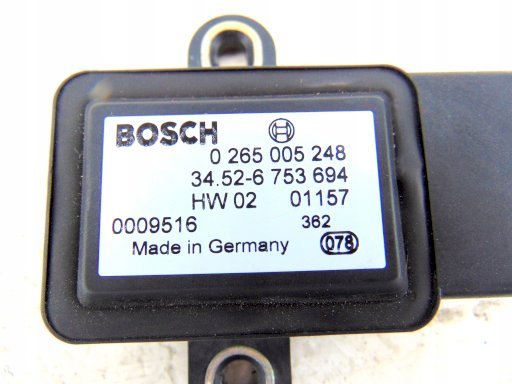 BOSCH
0 265 005 248
34.52-6 753 694
HW 02 01157
0009516 362
Made in Germany 078